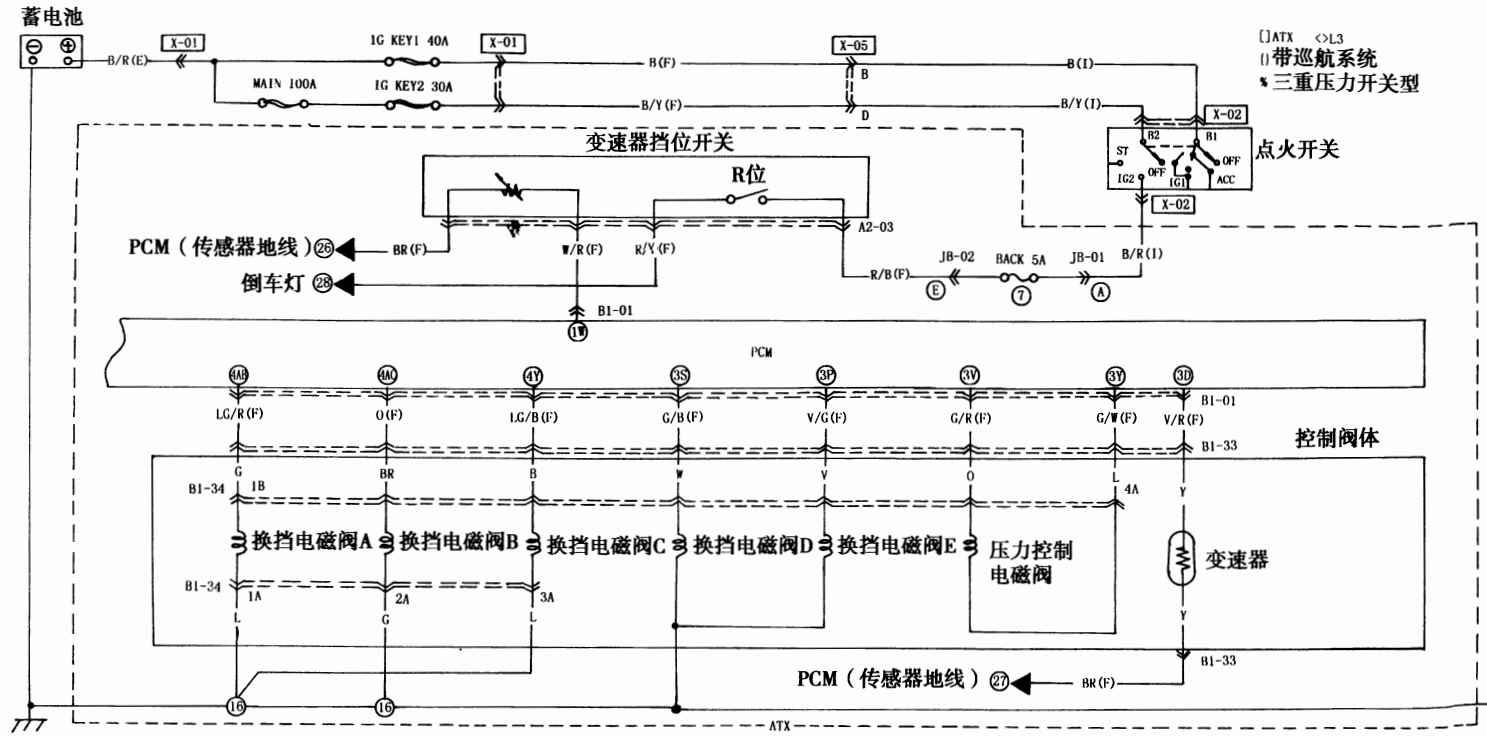 蓄电池
B/R(E)
X-01
IG KEY1 40A
X-01
B(F)
X-05
B
B(I)
[]ATX <>L3
{}带巡航系统
%三重压力开关型
MAIN 100A
IG KEY2 30A
B/Y(F)
D
B/Y(I)
X-02
点火开关
B2
B1
ST
OFF
OFF
IG2
IG1
ACC
X-02
变速器挡位开关
R位
A2-03
PCM（传感器地线）26
BR(F)
W/R(F)
R/Y(F)
倒车灯 28
R/B(F)
JB-02
BACK 5A
JB-01
B/R(I)
E
7
A
B1-01
1W
PCM
4AB
4AC
4Y
3S
3P
3V
3Y
3D
B1-01
LG/R(F)
O(F)
LG/B(F)
G/B(F)
V/G(F)
G/R(F)
G/W(F)
V/R(F)
B1-33
控制阀体
G
BR
B
W
V
O
L
Y
B1-34
1B
4A
换挡电磁阀A
换挡电磁阀B
换挡电磁阀C
换挡电磁阀D
换挡电磁阀E
压力控制
电磁阀
变速器
B1-34
1A
2A
3A
L
G
L
Y
B1-33
PCM（传感器地线）27
BR(F)
16
16
ATX